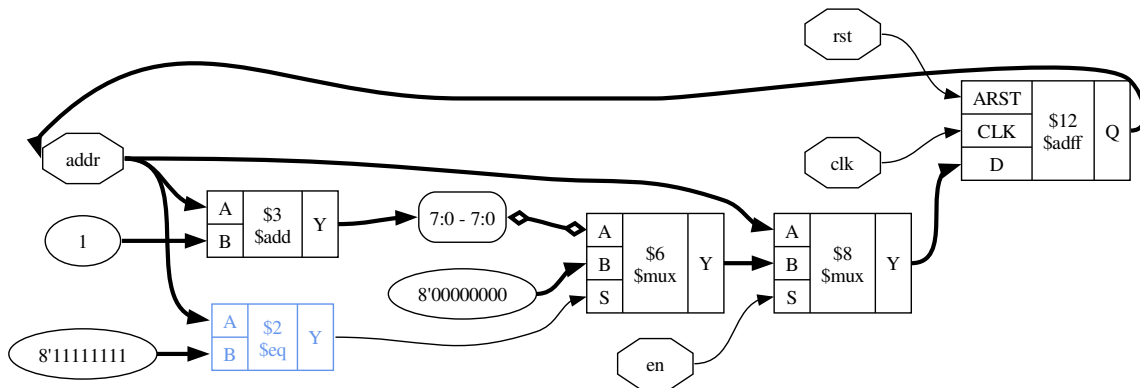 rst
ARST
CLK
D
$12
$adff
Q
clk
addr
A
B
$3
$add
Y
1
7:0 - 7:0
A
B
S
$6
$mux
Y
A
B
S
$8
$mux
Y
8'00000000
A
B
$2
$eq
Y
8'11111111
en